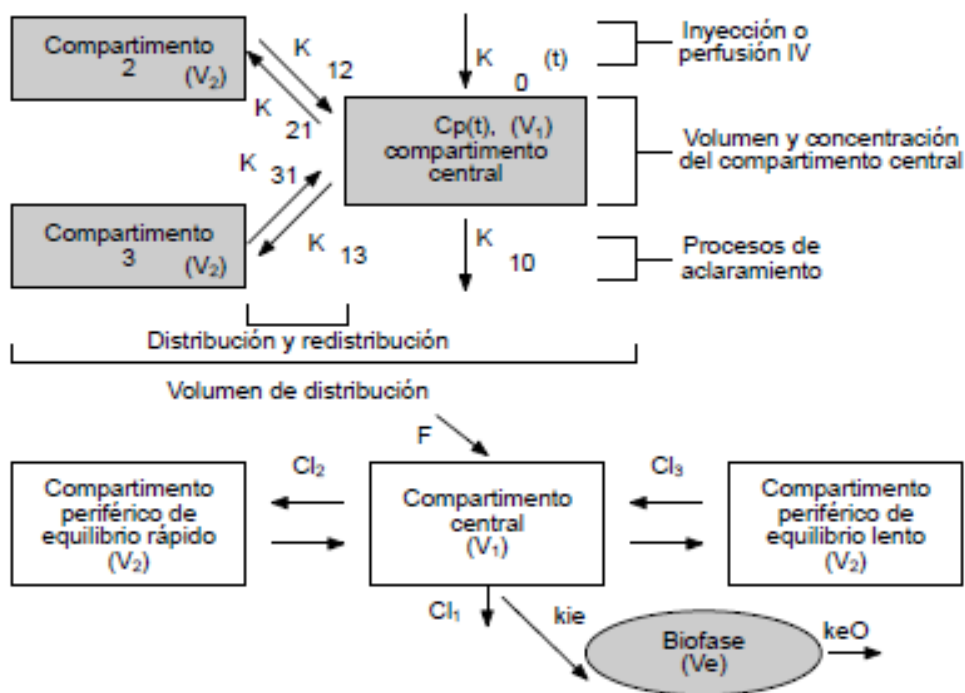 Compartimento
2
(V₂)
K
12
K
21
K
0
(t)
Inyección o
perfusión IV
Cp(t), (V₁)
compartimento
central
Volumen y concentración
del compartimento central
K
31
K
13
Compartimento
3
(V₂)
K
10
Procesos de
aclaramiento
Distribución y redistribución
Volumen de distribución
F
Compartimento
periférico de
equilibrio rápido
(V₂)
Cl₂
Compartimento
central
(V₁)
Cl₃
Compartimento
periférico de
equilibrio lento
(V₂)
Cl₁
kie
Biofase
(Ve)
keO